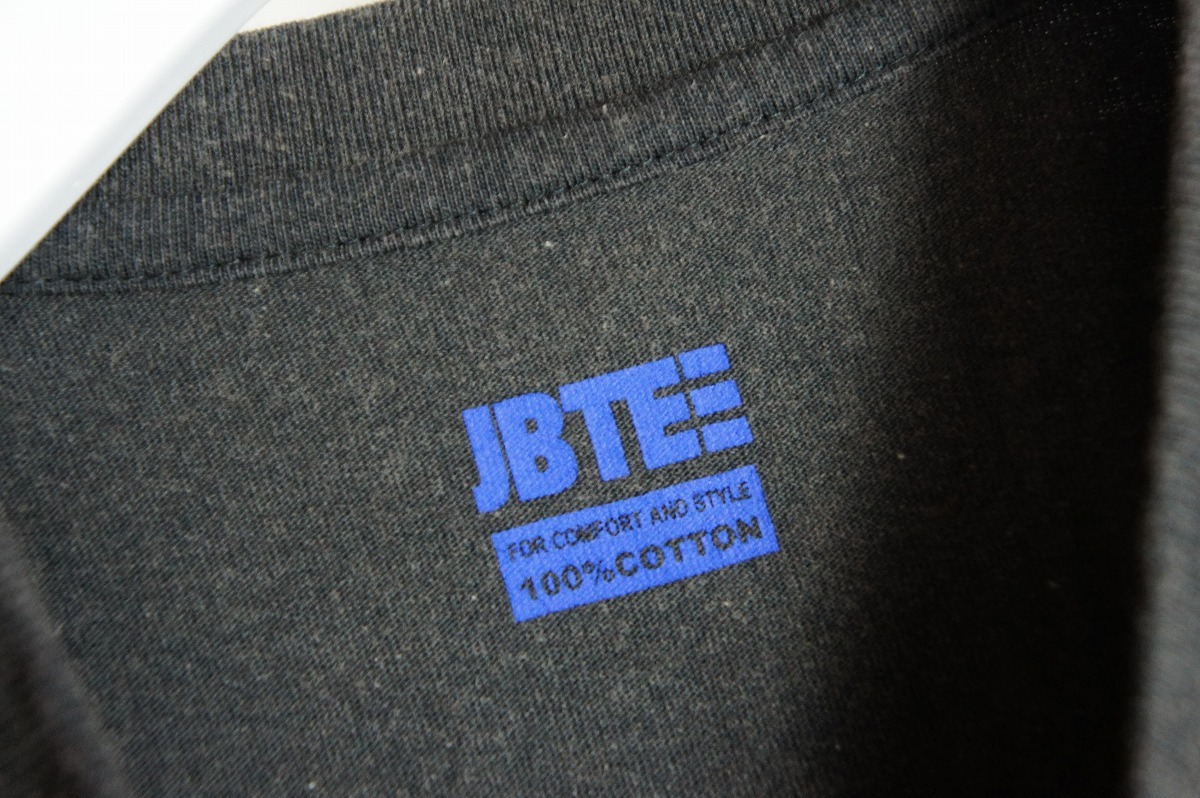 JBTEE
FOR COMFORT AND STYLE
100%COTTON